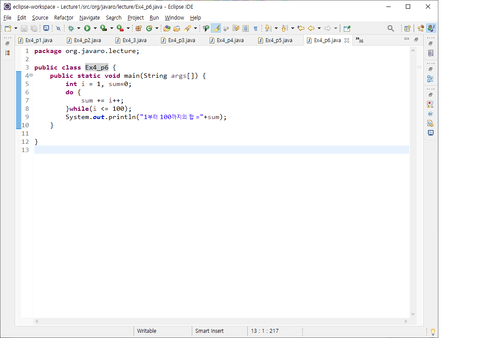 eclipse-workspace - Lecture1/src/org/javaro/lecture/Ex4_p6.java - Eclipse IDE
File Edit Source Refactor Navigate Search Project Run Window Help
Ex4_p1.java Ex4_p2.java Ex4_3.java Ex4_p3.java Ex4_p4.java Ex4_p5.java Ex4_p6.java
1 package org.javaro.lecture;
2
3 public class Ex4_p6 {
4 public static void main(String args[]) {
5 int i = 1, sum=0;
6 do {
7 sum += i++;
8 }while(i <= 100);
9 System.out.println("1부터 100까지의 합 ="+sum);
10 }
11
12 }
13
Writable Smart Insert 13 : 1 : 217